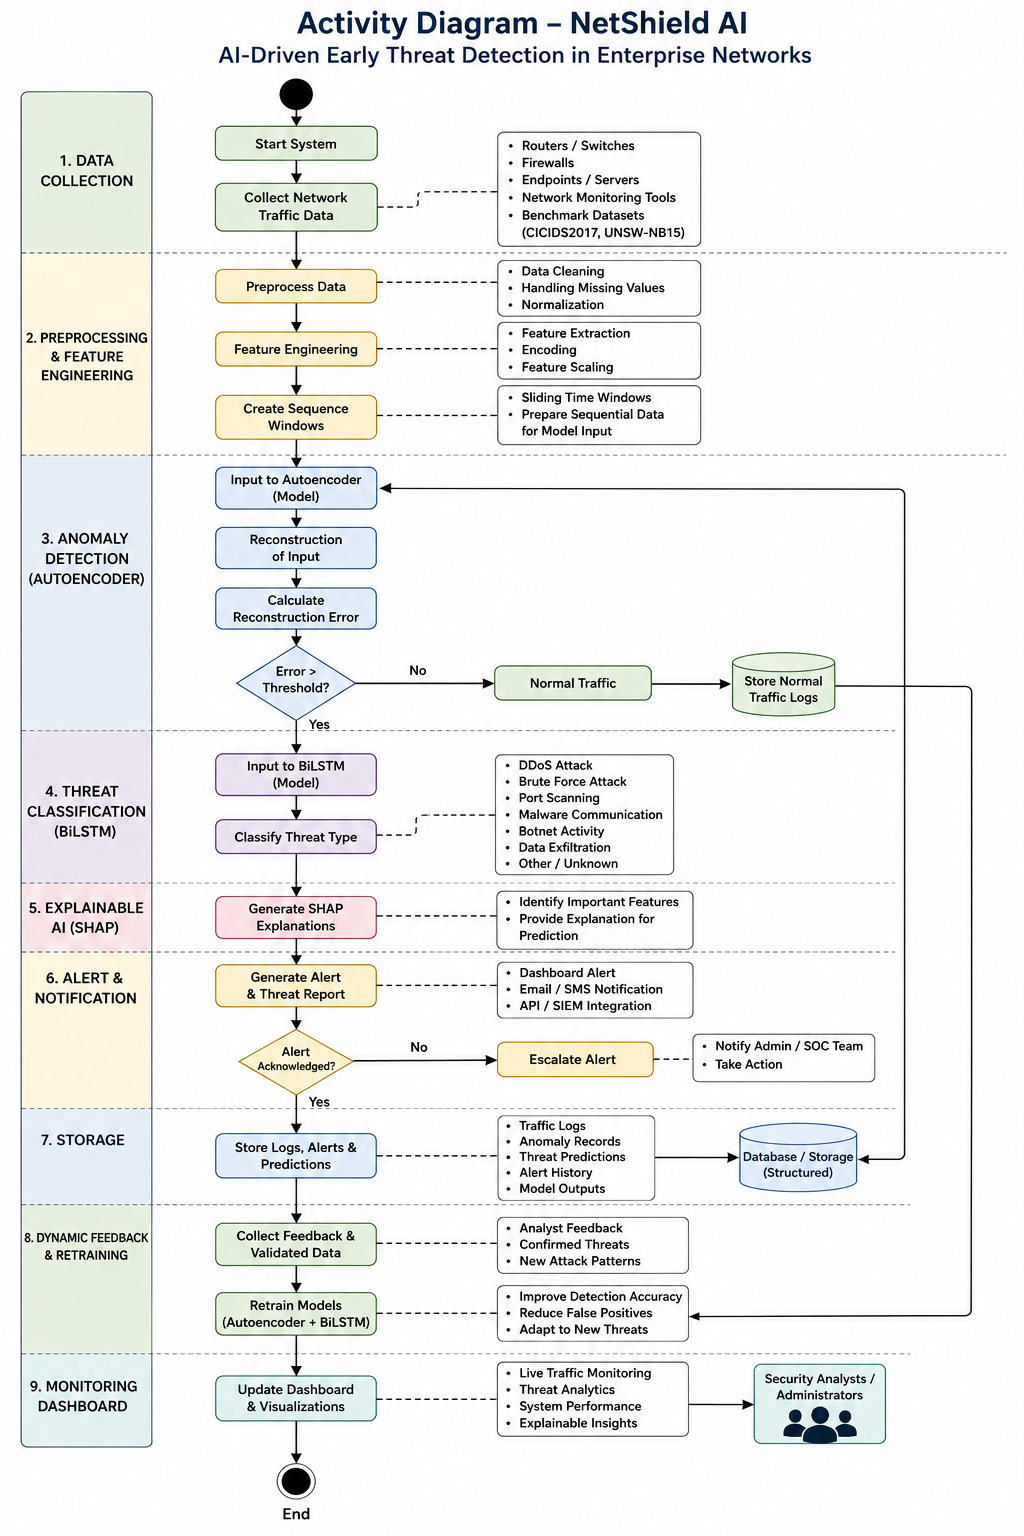 Activity Diagram – NetShield AI
AI-Driven Early Threat Detection in Enterprise Networks
1. DATA
COLLECTION
Start System
Collect Network
Traffic Data
• Routers / Switches
• Firewalls
• Endpoints / Servers
• Network Monitoring Tools
• Benchmark Datasets
(CICIDS2017, UNSW-NB15)
2. PREPROCESSING
& FEATURE
ENGINEERING
Preprocess Data
• Data Cleaning
• Handling Missing Values
• Normalization
Feature Engineering
• Feature Extraction
• Encoding
• Feature Scaling
Create Sequence
Windows
• Sliding Time Windows
• Prepare Sequential Data
for Model Input
3. ANOMALY
DETECTION
(AUTOENCODER)
Input to Autoencoder
(Model)
Reconstruction
of Input
Calculate
Reconstruction Error
Error >
Threshold?
No
Normal Traffic
Store Normal
Traffic Logs
Yes
4. THREAT
CLASSIFICATION
(BiLSTM)
Input to BiLSTM
(Model)
Classify Threat Type
• DDoS Attack
• Brute Force Attack
• Port Scanning
• Malware Communication
• Botnet Activity
• Data Exfiltration
• Other / Unknown
5. EXPLAINABLE
AI (SHAP)
Generate SHAP
Explanations
• Identify Important Features
• Provide Explanation for
Prediction
6. ALERT &
NOTIFICATION
Generate Alert
& Threat Report
• Dashboard Alert
• Email / SMS Notification
• API / SIEM Integration
Alert
Acknowledged?
No
Escalate Alert
• Notify Admin / SOC Team
• Take Action
Yes
7. STORAGE
Store Logs, Alerts &
Predictions
• Traffic Logs
• Anomaly Records
• Threat Predictions
• Alert History
• Model Outputs
Database / Storage
(Structured)
8. DYNAMIC FEEDBACK
& RETRAINING
Collect Feedback &
Validated Data
• Analyst Feedback
• Confirmed Threats
• New Attack Patterns
Retrain Models
(Autoencoder + BiLSTM)
• Improve Detection Accuracy
• Reduce False Positives
• Adapt to New Threats
9. MONITORING
DASHBOARD
Update Dashboard
& Visualizations
• Live Traffic Monitoring
• Threat Analytics
• System Performance
• Explainable Insights
Security Analysts /
Administrators
End